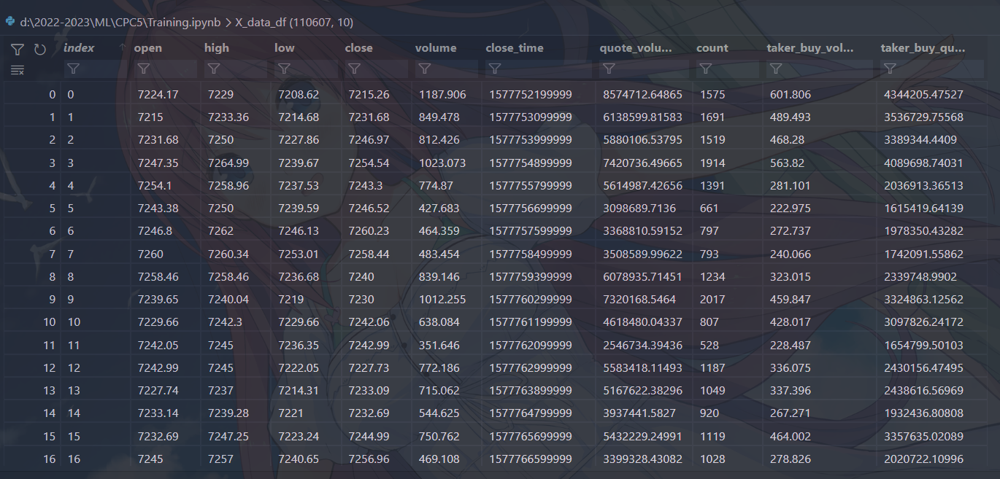 d:\2022-2023\ML\CPC5\Training.ipynb > X_data_df (110607, 10)
index open high low close volume close_time quote_volu... count taker_buy_vol... taker_buy_qu...
0 0 7224.17 7229 7208.62 7215.26 1187.906 1577752199999 8574712.64865 1575 601.806 4344205.47527
1 1 7215 7233.36 7214.68 7231.68 849.478 1577753099999 6138599.81583 1691 489.493 3536729.75568
2 2 7231.68 7250 7227.86 7246.97 812.426 1577753999999 5880106.53795 1519 468.28 3389344.4409
3 3 7247.35 7264.99 7239.67 7254.54 1023.073 1577754899999 7420736.49665 1914 563.82 4089698.74031
4 4 7254.1 7258.96 7237.53 7243.3 774.87 1577755799999 5614987.42656 1391 281.101 2036913.36513
5 5 7243.38 7250 7239.59 7246.52 427.683 1577756699999 3098689.7136 661 222.975 1615419.64139
6 6 7246.8 7262 7246.13 7260.23 464.359 1577757599999 3368810.59152 797 272.737 1978350.43282
7 7 7260 7260.34 7253.01 7258.44 483.454 1577758499999 3508589.99622 793 240.066 1742091.55862
8 8 7258.46 7258.46 7236.68 7240 839.146 1577759399999 6078935.71451 1234 323.015 2339748.9902
9 9 7239.65 7240.04 7219 7230 1012.255 1577760299999 7320168.5464 2017 459.847 3324863.12562
10 10 7229.66 7242.3 7229.66 7242.06 638.084 1577761199999 4618480.04337 807 428.017 3097826.24172
11 11 7242.05 7245 7236.35 7242.99 351.646 1577762099999 2546734.39436 528 228.487 1654799.50103
12 12 7242.99 7245 7222.05 7227.73 772.186 1577762999999 5583418.11493 1187 336.075 2430156.47495
13 13 7227.74 7237 7214.31 7233.09 715.062 1577763899999 5167622.38296 1049 337.396 2438616.56969
14 14 7233.14 7239.28 7221 7232.69 544.625 1577764799999 3937441.5827 920 267.271 1932436.80808
15 15 7232.69 7247.25 7223.24 7244.99 750.762 1577765699999 5432229.24991 1119 464.002 3357635.02089
16 16 7245 7257 7240.65 7256.96 469.108 1577766599999 3399328.43082 1028 278.826 2020722.10996